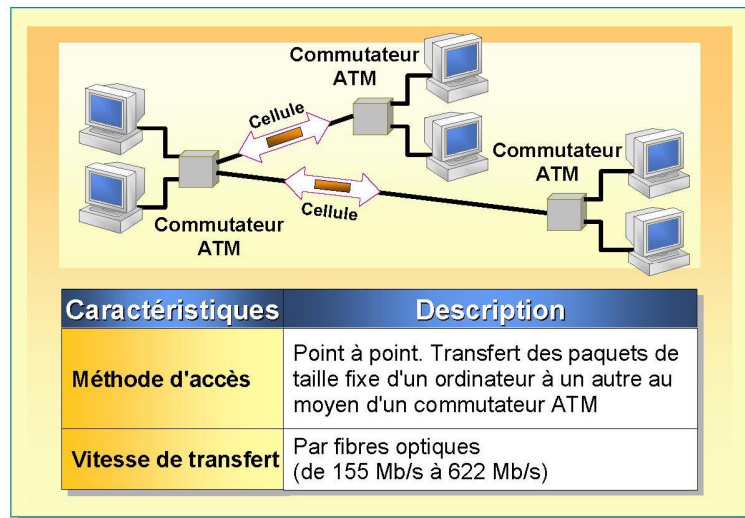 Commutateur
ATM
Cellule
Commutateur
ATM
Cellule
Commutateur
ATM
Caractéristiques
Description
Méthode d'accès
Point à point. Transfert des paquets de
taille fixe d'un ordinateur à un autre au
moyen d'un commutateur ATM
Vitesse de transfert
Par fibres optiques
(de 155 Mb/s à 622 Mb/s)